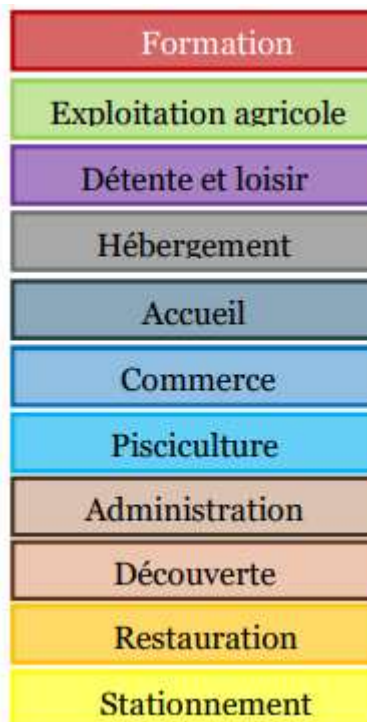 Formation
Exploitation agricole
Détente et loisir
Hébergement
Accueil
Commerce
Pisciculture
Administration
Découverte
Restauration
Stationnement